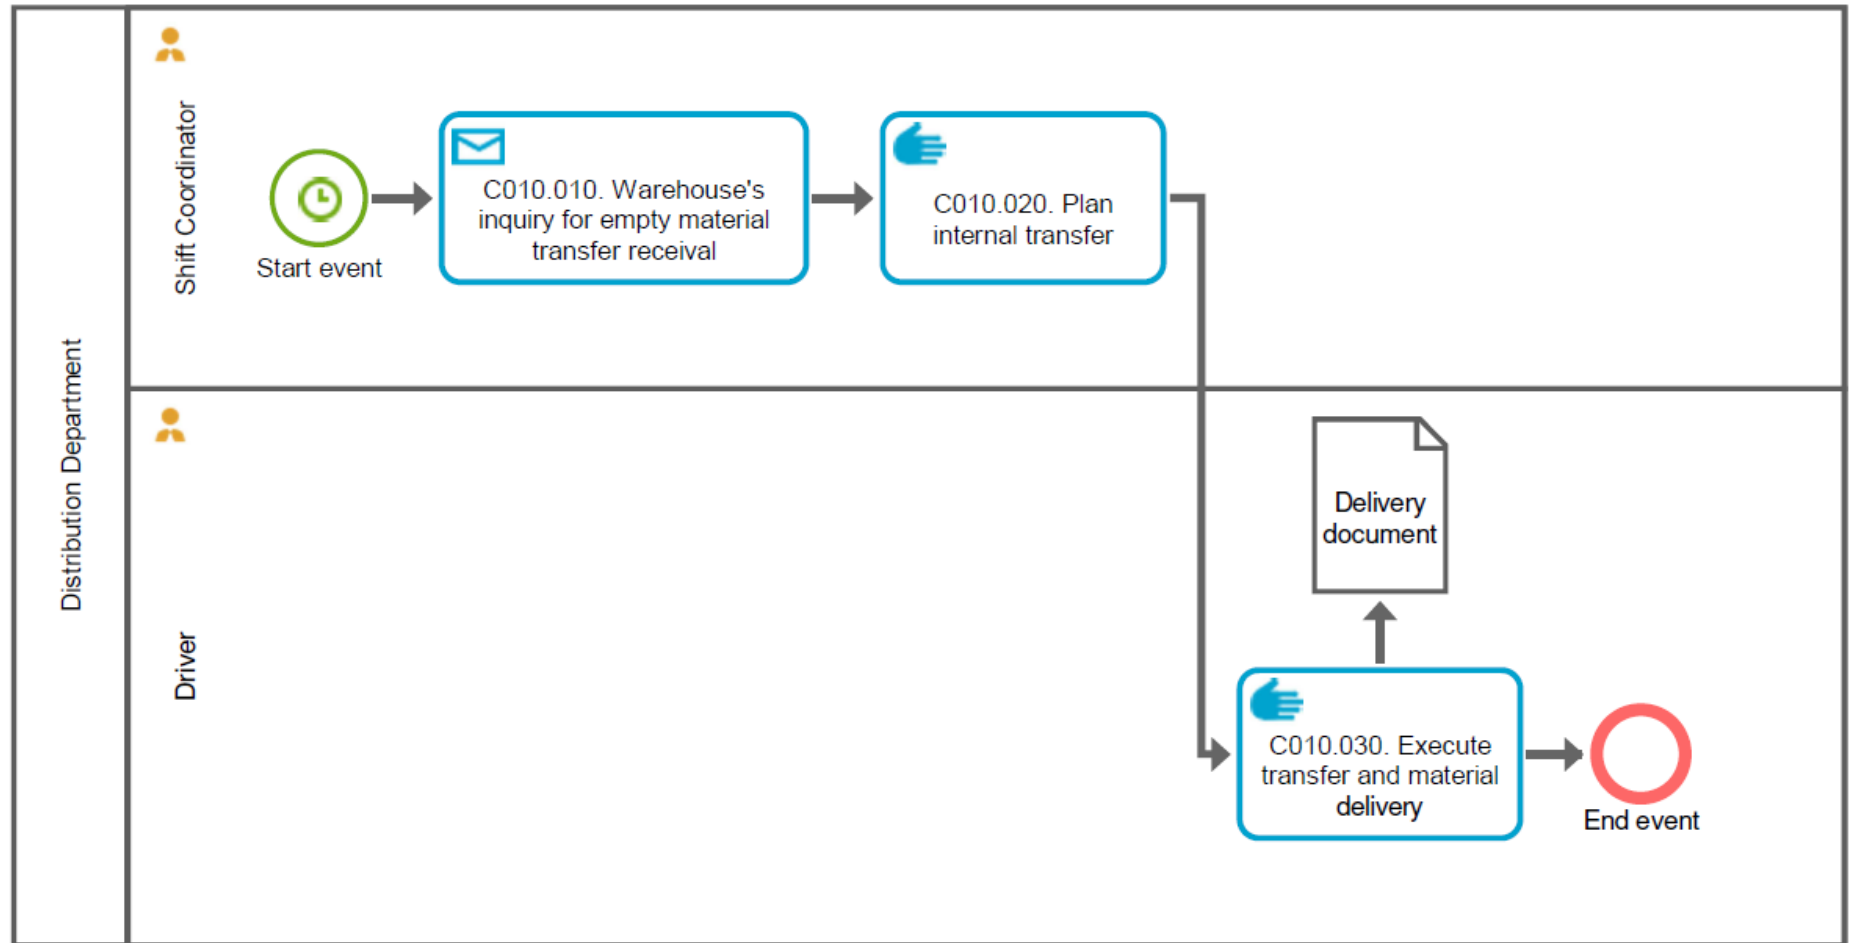 Distribution Department
Shift Coordinator
Start event
C010.010. Warehouse's
inquiry for empty material
transfer receival
C010.020. Plan
internal transfer
Driver
Delivery
document
C010.030. Execute
transfer and material
delivery
End event